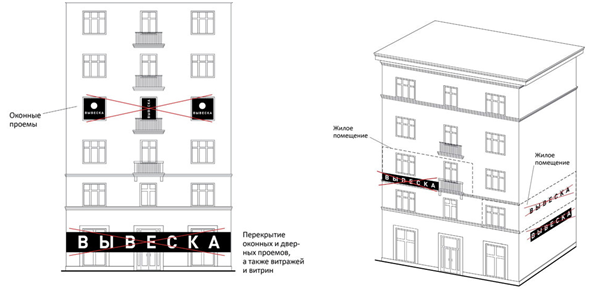 Оконные
проемы
ВЫВЕСКА
ВЫВЕСКА
ВЫВЕСКА
ВЫВЕСКА
Перекрытие
оконных и двер-
ных проемов,
а также витражей
и витрин
Жилое
помещение
ВЫВЕСКА
Жилое
помещение
ВЫВЕСКА
ВЫВЕСКА